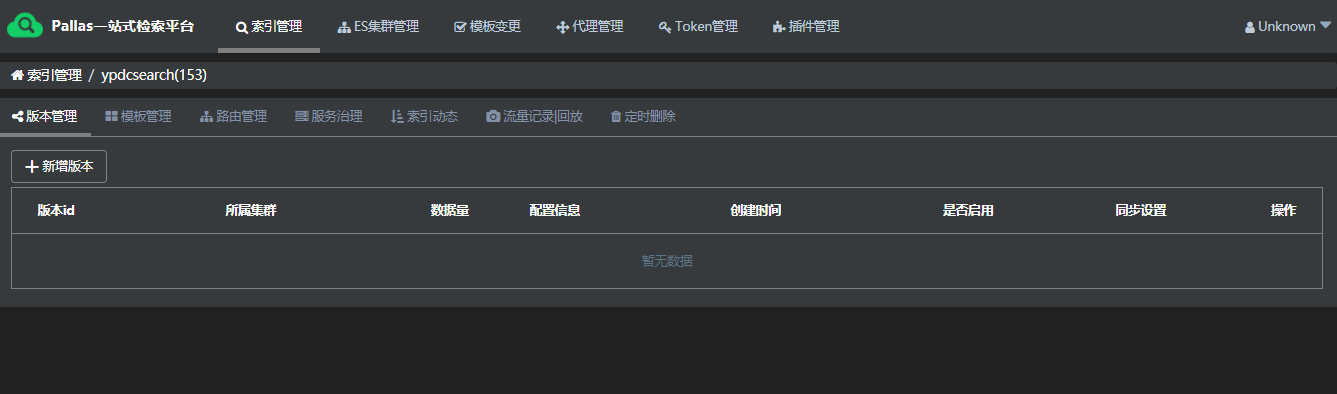 Pallas一站式检索平台 索引管理 ES集群管理 模板变更 代理管理 Token管理 插件管理 Unknown
索引管理 / ypdcsearch(153)
版本管理 模板管理 路由管理 服务治理 索引动态 流量记录|回放 定时删除
新增版本
版本id 所属集群 数据量 配置信息 创建时间 是否启用 同步设置 操作
暂无数据